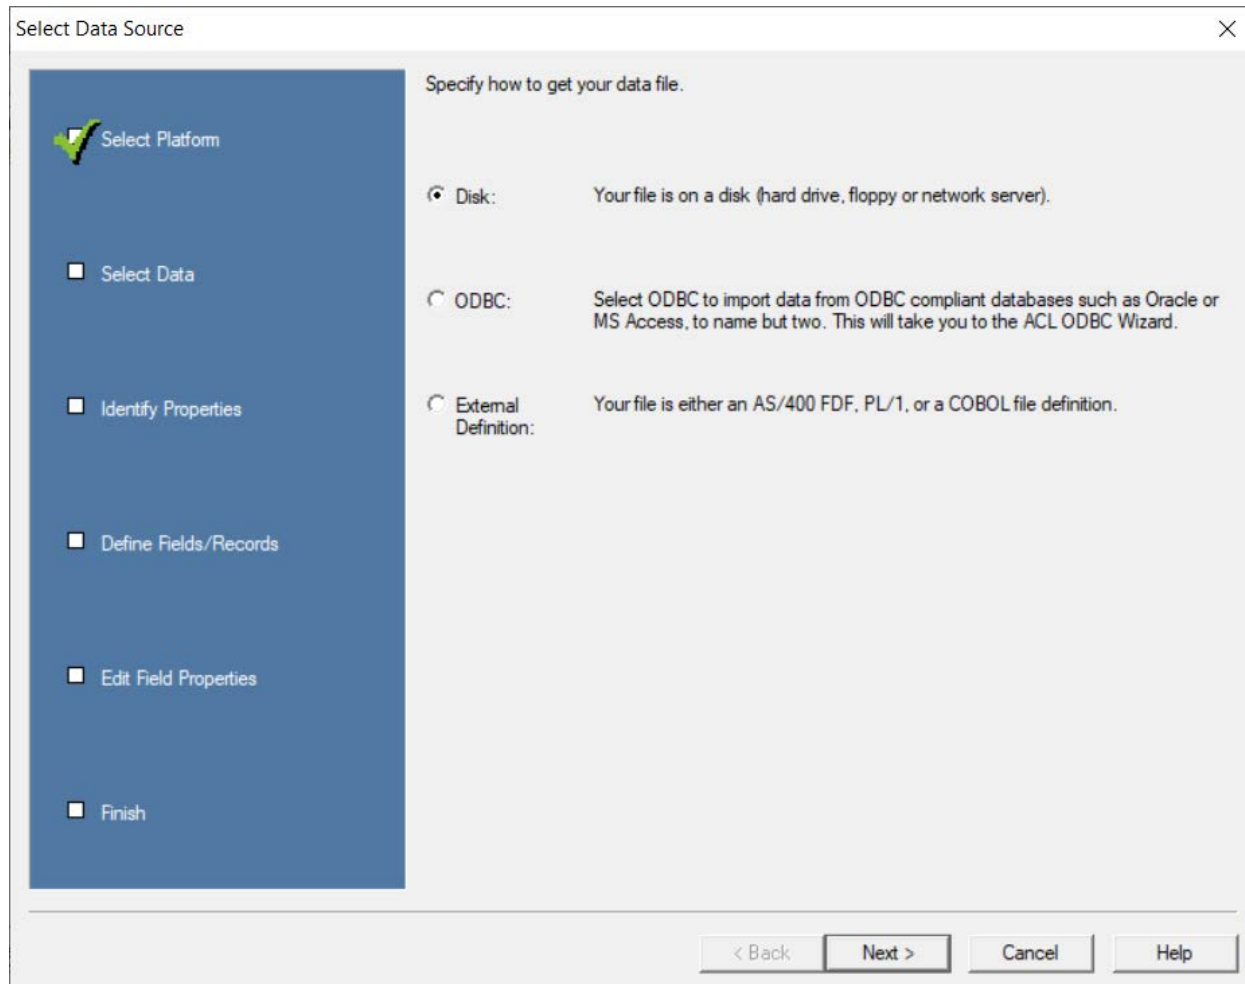 Select Data Source
Specify how to get your data file.
Select Platform
Disk: Your file is on a disk (hard drive, floppy or network server).
Select Data
ODBC: Select ODBC to import data from ODBC compliant databases such as Oracle or
MS Access, to name but two. This will take you to the ACL ODBC Wizard.
Identify Properties
External Your file is either an AS/400 FDF, PL/1, or a COBOL file definition.
Definition:
Define Fields/Records
Edit Field Properties
Finish
< Back Next > Cancel Help